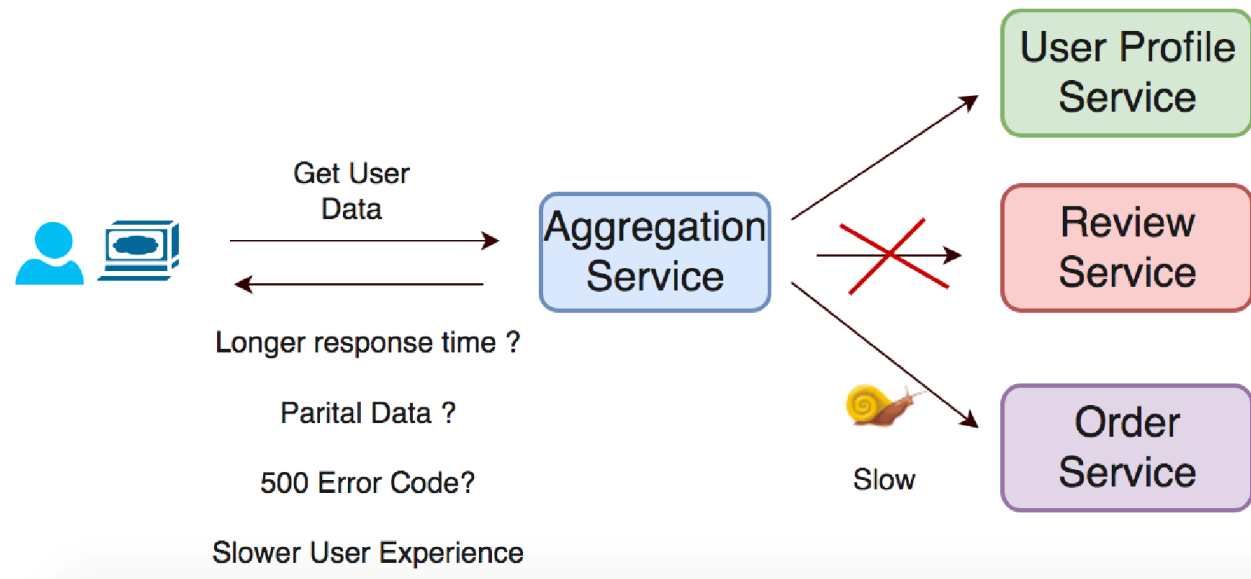 Get User
Data
Longer response time ?
Parital Data ?
500 Error Code?
Slower User Experience
Aggregation
Service
Slow
User Profile
Service
Review
Service
Order
Service